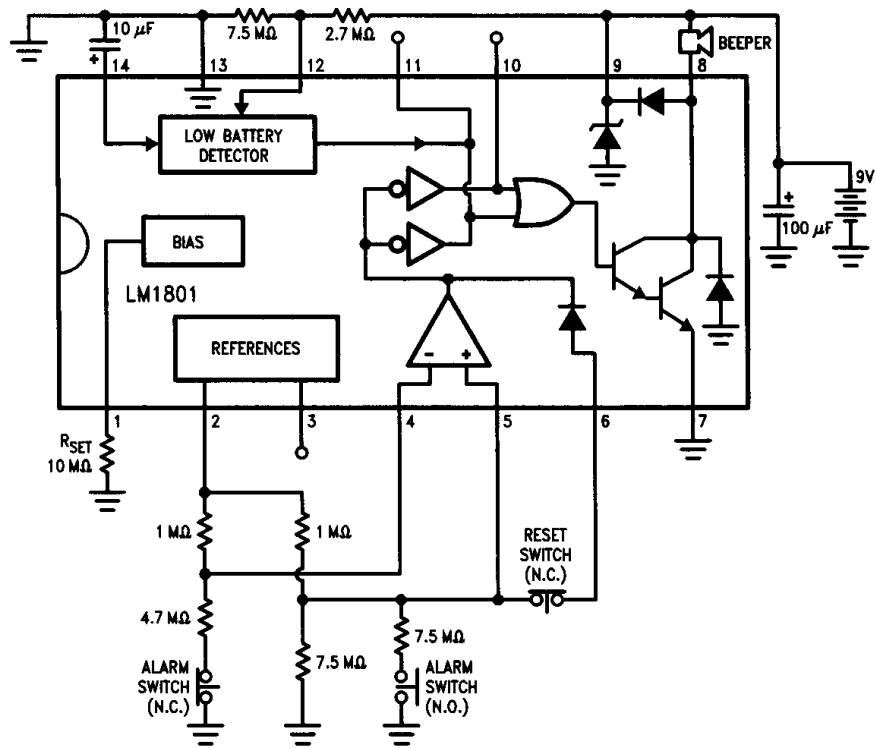 10 μF
+
7.5 MΩ
2.7 MΩ
BEEPER
14
13
12
11
10
9
8
LOW BATTERY
DETECTOR
9V
+
100 μF
BIAS
LM1801
REFERENCES
-
+
1
2
3
4
5
6
7
RSET
10 MΩ
1 MΩ
1 MΩ
RESET
SWITCH
(N.C.)
4.7 MΩ
7.5 MΩ
7.5 MΩ
ALARM
SWITCH
(N.C.)
ALARM
SWITCH
(N.O.)